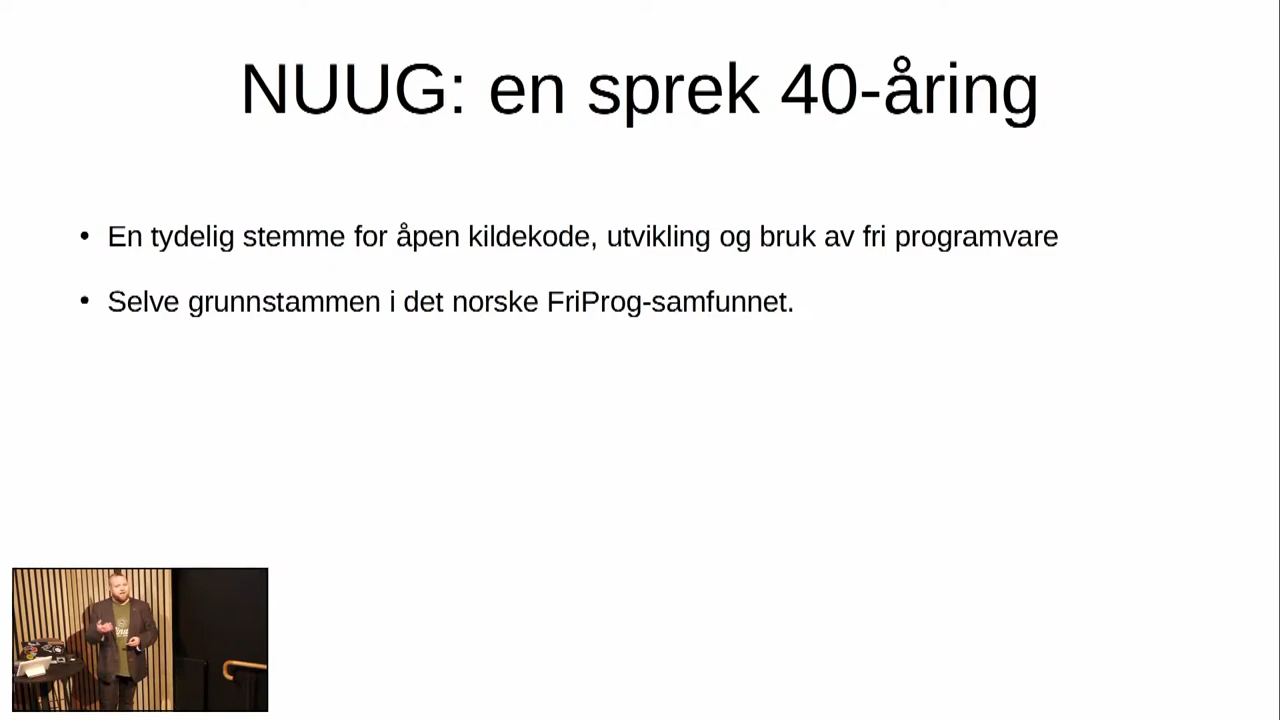 NUUG: en sprek 40-åring
• En tydelig stemme for åpen kildekode, utvikling og bruk av fri programvare
• Selve grunnstammen i det norske FriProg-samfunnet.